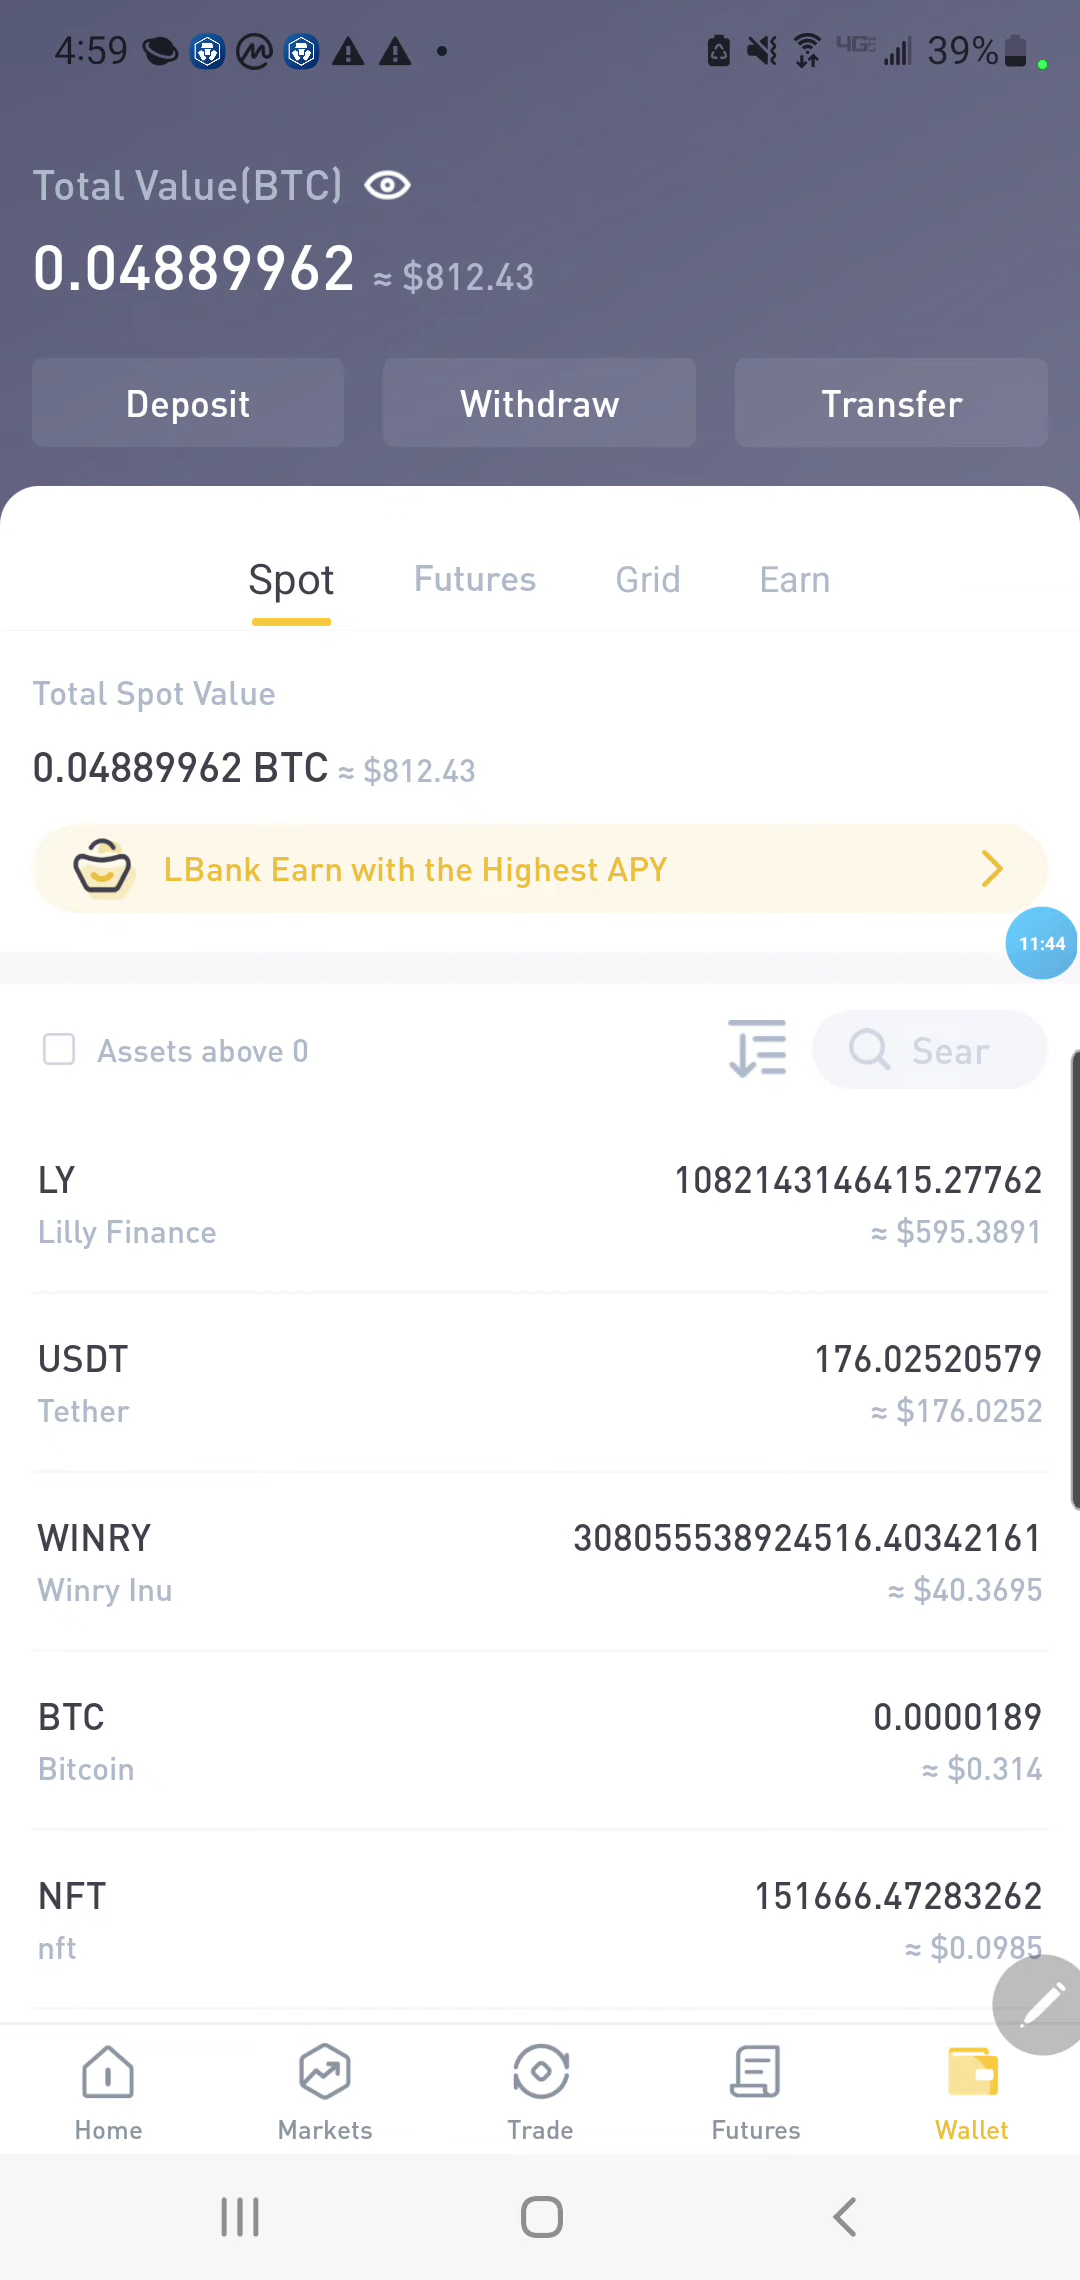 4:59 4GE 39%
Total Value(BTC)
0.04889962 ≈ $812.43
Deposit Withdraw Transfer
Spot Futures Grid Earn
Total Spot Value
0.04889962 BTC ≈ $812.43
LBank Earn with the Highest APY
11:44
Assets above 0 Sear
LY 1082143146415.27762
Lilly Finance ≈ $595.3891
USDT 176.02520579
Tether ≈ $176.0252
WINRY 308055538924516.40342161
Winry Inu ≈ $40.3695
BTC 0.0000189
Bitcoin ≈ $0.314
NFT 151666.47283262
nft ≈ $0.0985
Home Markets Trade Futures Wallet